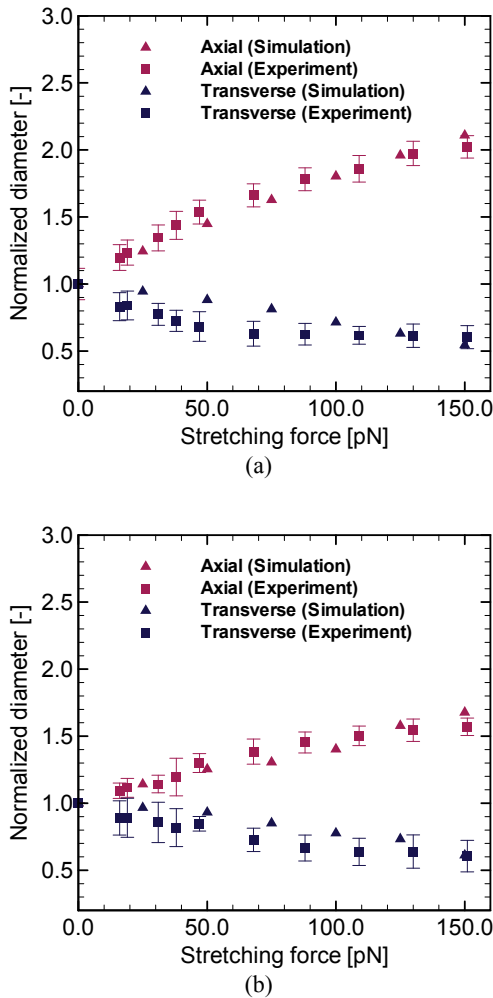 3.0
Axial (Simulation)
Axial (Experiment)
2.5
Transverse (Simulation)
Transverse (Experiment)
2.0
Normalized diameter [-]
1.5
1.0
0.5
0.0 50.0 100.0 150.0
Stretching force [pN]
(a)
3.0
Axial (Simulation)
Axial (Experiment)
2.5
Transverse (Simulation)
Transverse (Experiment)
2.0
Normalized diameter [-]
1.5
1.0
0.5
0.0 50.0 100.0 150.0
Stretching force [pN]
(b)